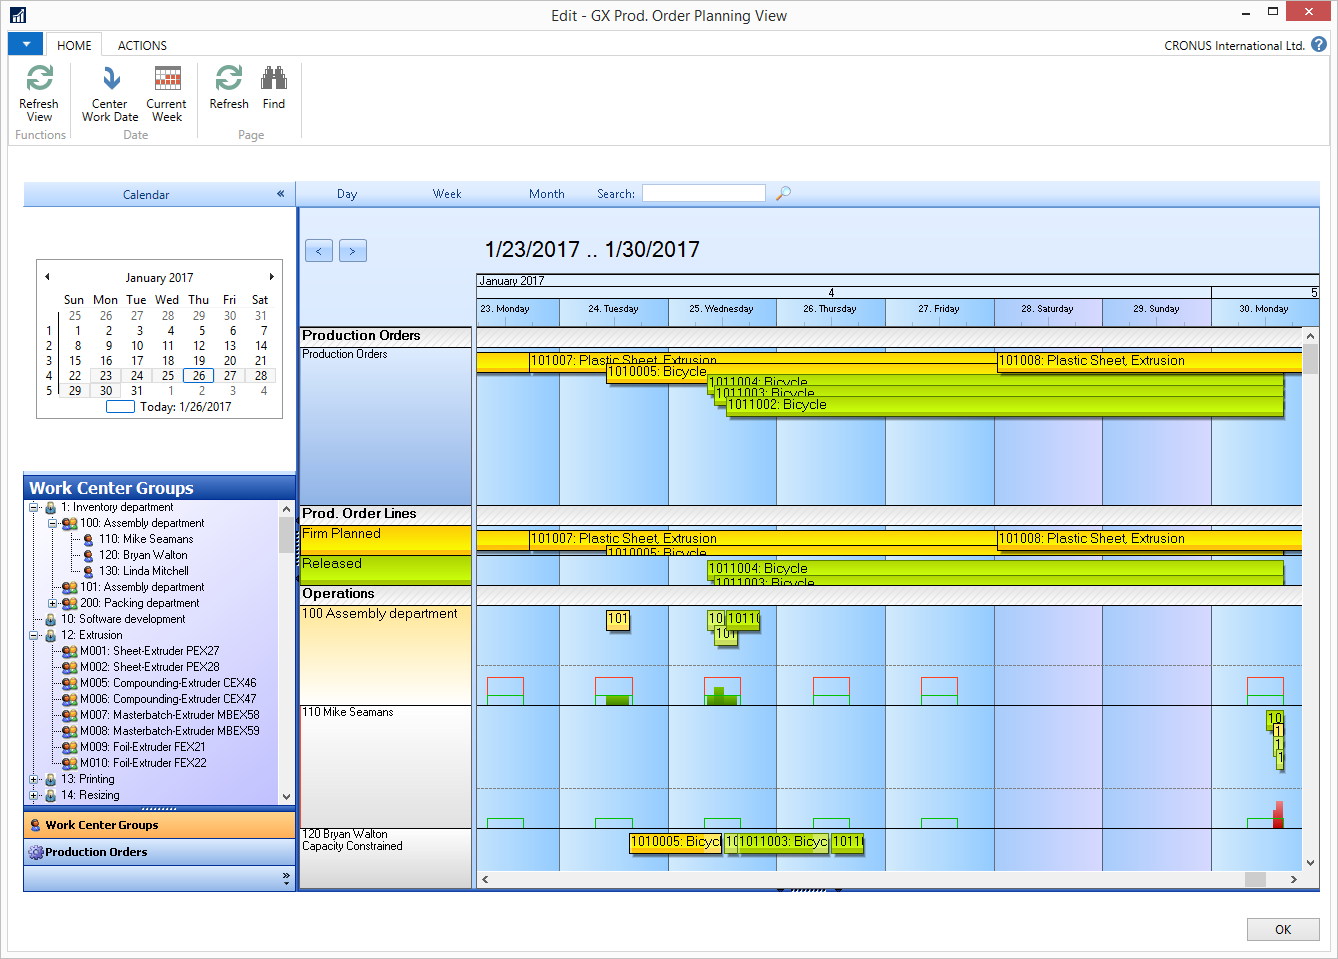 Edit - GX Prod. Order Planning View
HOME
ACTIONS
CRONUS International Ltd.
Refresh View
Center Work Date
Current Week
Refresh
Find
Functions
Date
Page
Calendar «
Day
Week
Month
Search:
January 2017
Sun Mon Tue Wed Thu Fri Sat
25 26 27 28 29 30 31
1 1 2 3 4 5 6 7
2 8 9 10 11 12 13 14
3 15 16 17 18 19 20 21
4 22 23 24 25 26 27 28
5 29 30 31 1 2 3 4
Today: 1/26/2017
Work Center Groups
1: Inventory department
100: Assembly department
110: Mike Seamans
120: Bryan Walton
130: Linda Mitchell
101: Assembly department
200: Packing department
10: Software development
12: Extrusion
M001: Sheet-Extruder PEX27
M002: Sheet-Extruder PEX28
M005: Compounding-Extruder CEX46
M006: Compounding-Extruder CEX47
M007: Masterbatch-Extruder MBEX58
M008: Masterbatch-Extruder MBEX59
M009: Foil-Extruder FEX21
M010: Foil-Extruder FEX22
13: Printing
14: Resizing
Work Center Groups
Production Orders
»
< >
1/23/2017 .. 1/30/2017
January 2017
4 5
23. Monday
24. Tuesday
25. Wednesday
26. Thursday
27. Friday
28. Saturday
29. Sunday
30. Monday
Production Orders
Production Orders
101007: Plastic Sheet, Extrusion
101008: Plastic Sheet, Extrusion
1010005: Bicycle
1011004: Bicycle
1011003: Bicycle
1011002: Bicycle
Prod. Order Lines
Firm Planned
101007: Plastic Sheet, Extrusion
101008: Plastic Sheet, Extrusion
1010005: Bicycle
Released
1011004: Bicycle
1011003: Bicycle
Operations
100 Assembly department
101
10 10110
101
110 Mike Seamans
10
1
1
1
120 Bryan Walton
Capacity Constrained
1010005: Bicycl
10 1011003: Bicyc
10110
OK